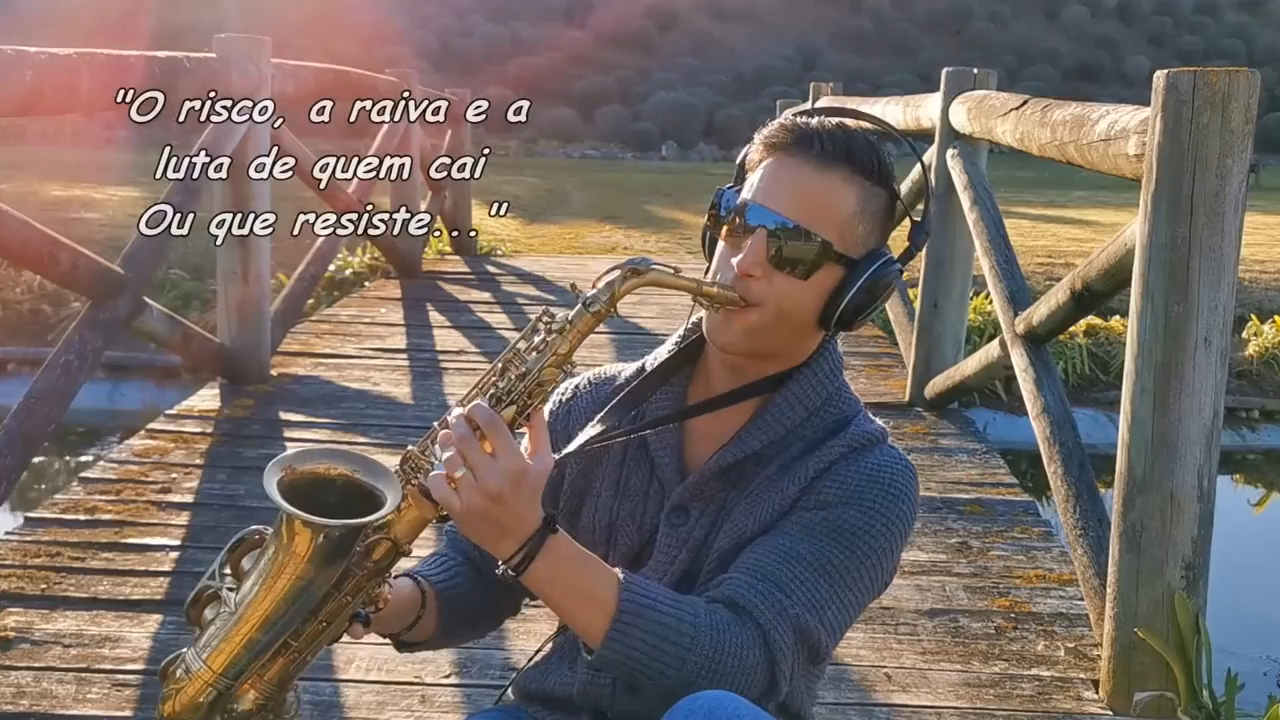 "O risco, a raiva e a
luta de quem cai
Ou que resiste..."